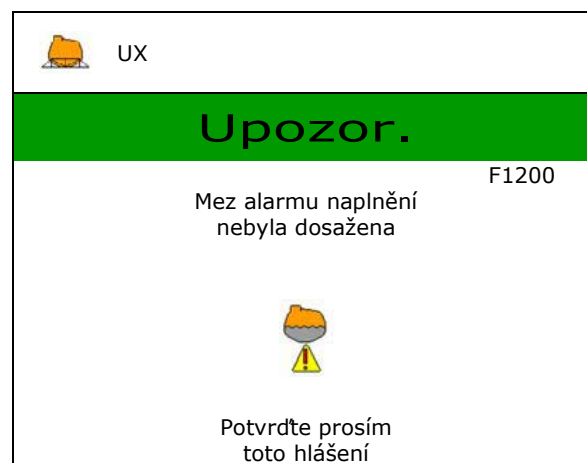 UX
Upozor.
F1200
Mez alarmu naplnění
nebyla dosažena
Potvrďte prosím
toto hlášení